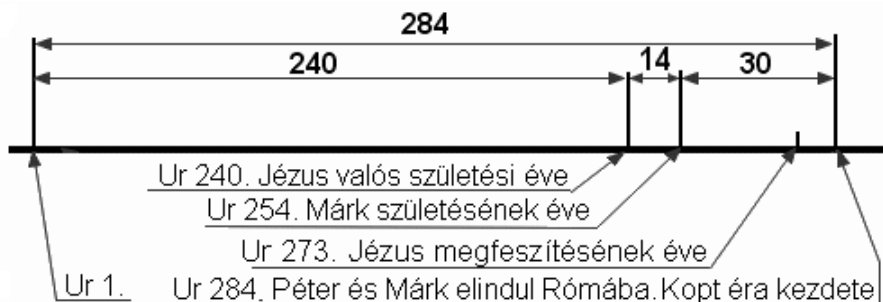 284
240 14 30
Ur 240. Jézus valós születési éve
Ur 254. Márk születésének éve
Ur 273. Jézus megfeszítésének éve
Ur 1. Ur 284, Péter és Márk elindul Rómába. Kopt éra kezdete